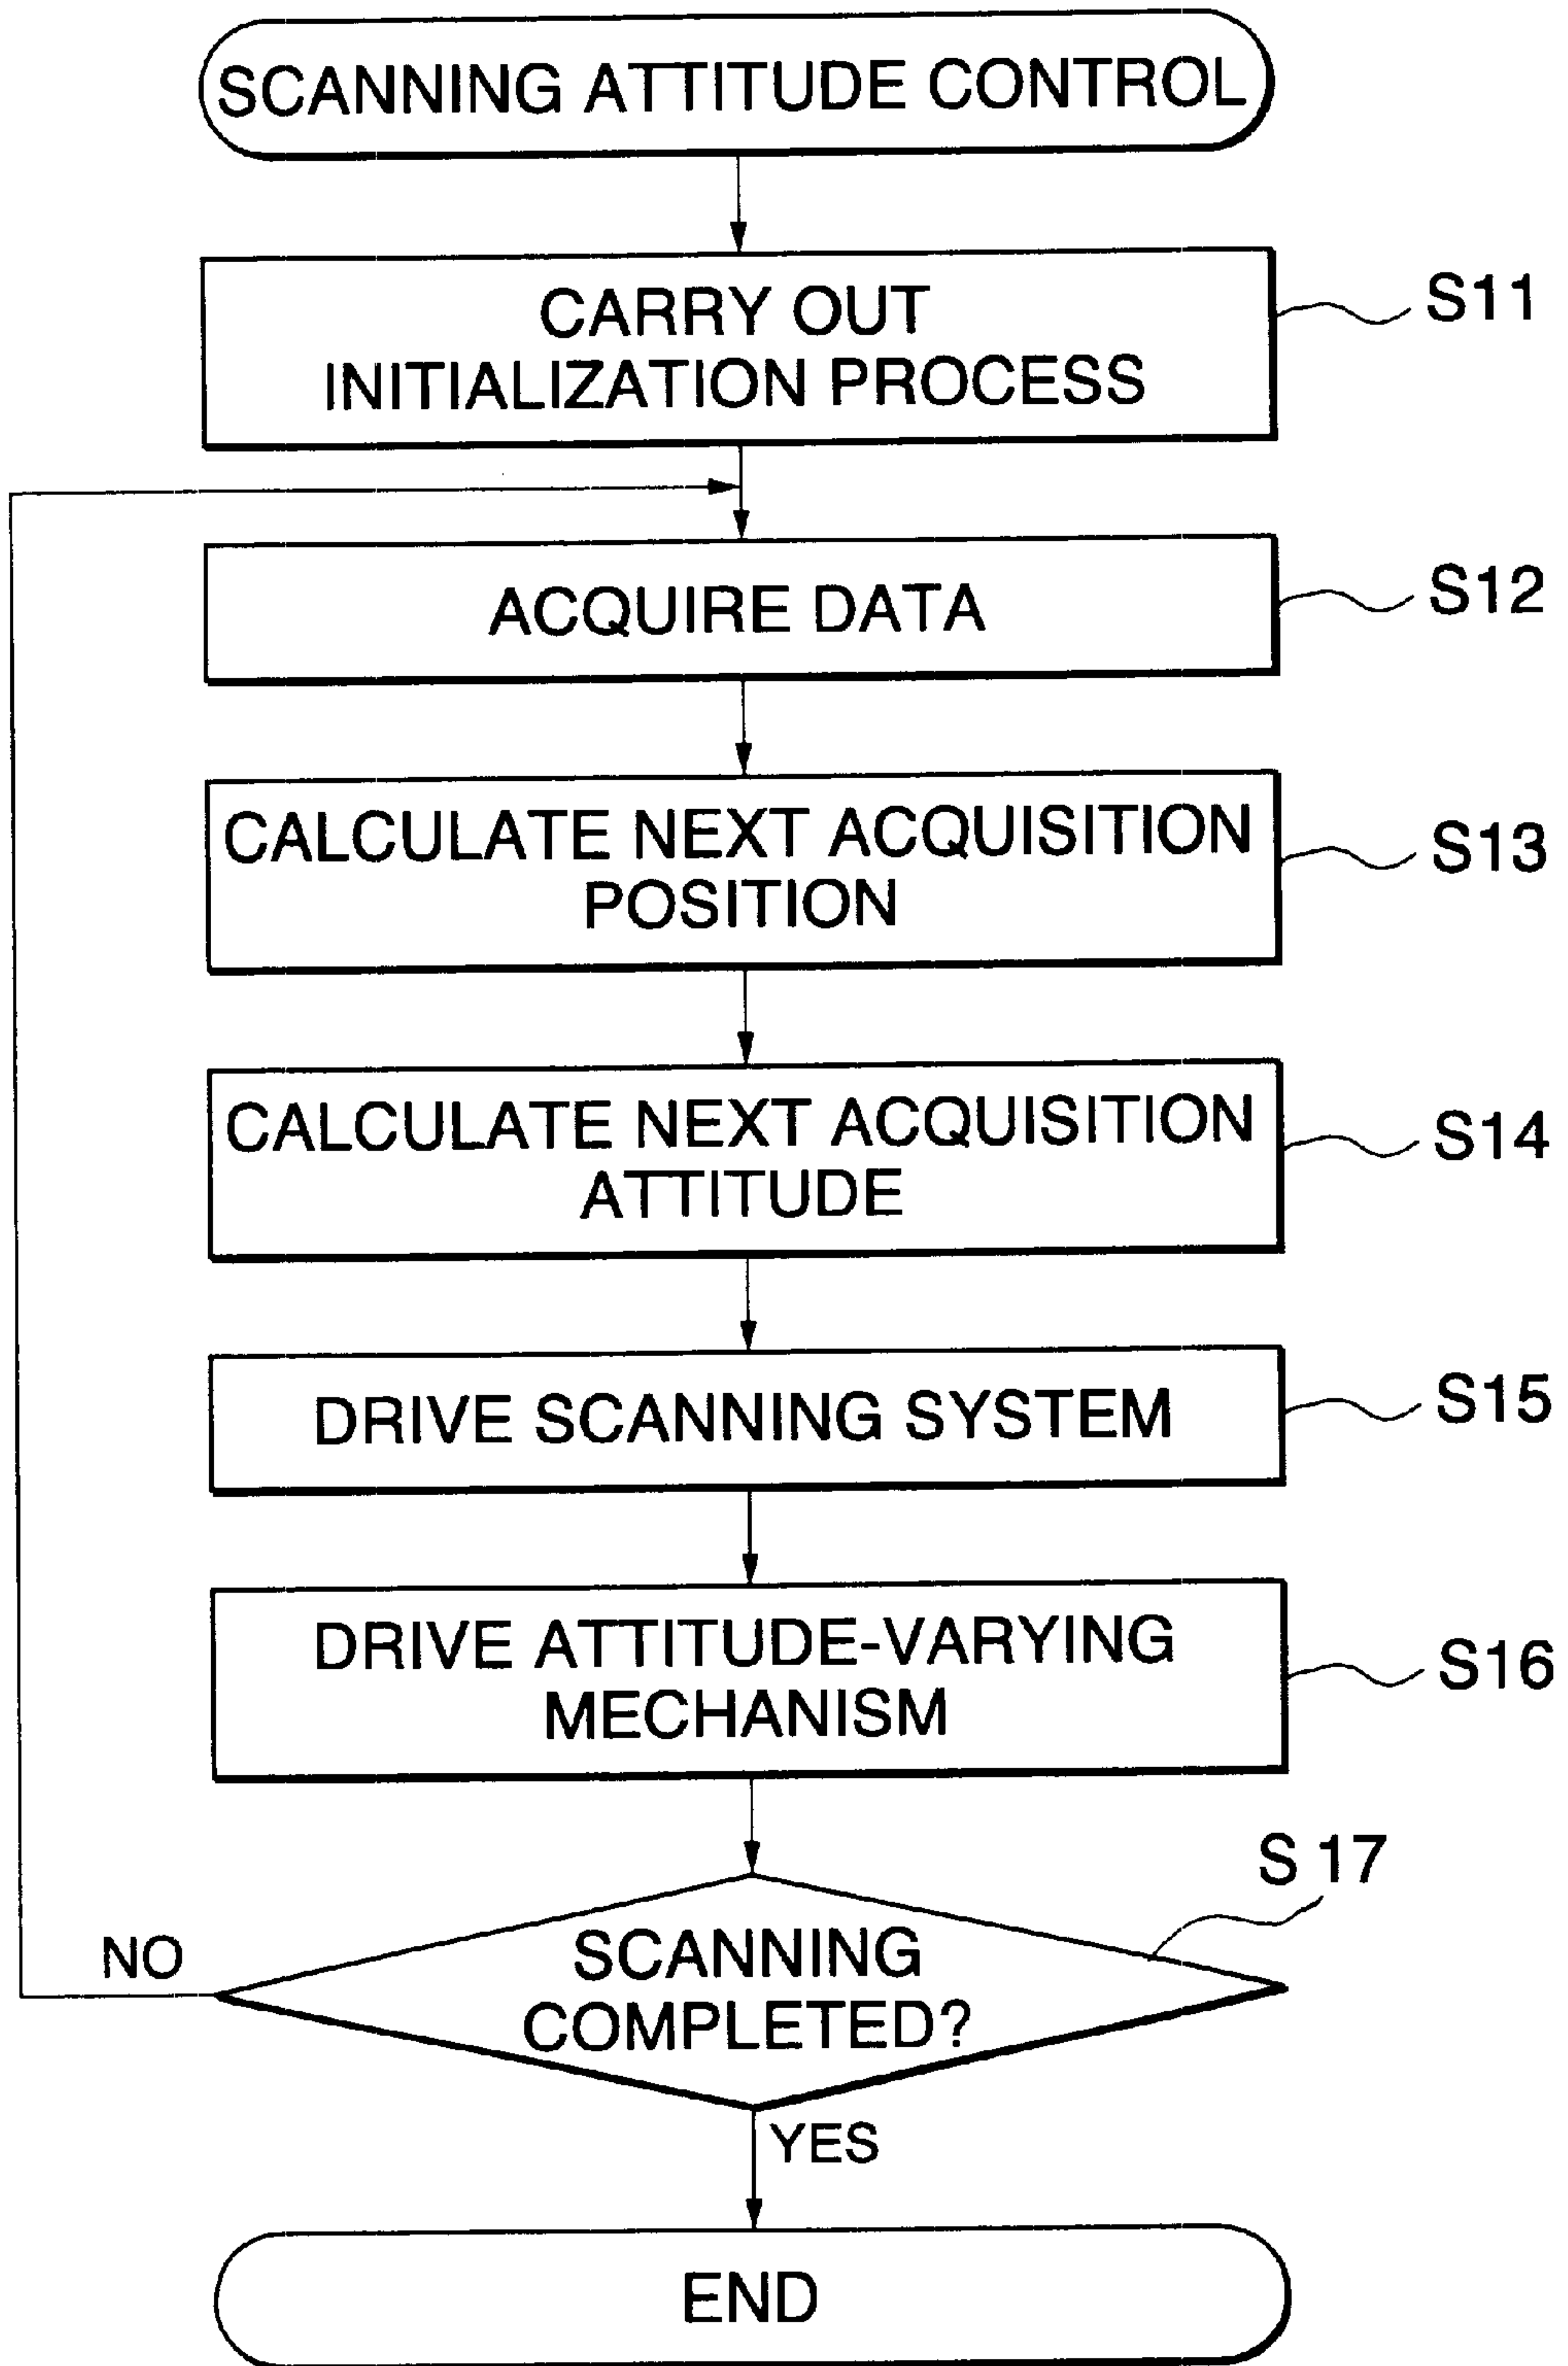 SCANNING ATTITUDE CONTROL
CARRY OUT
INITIALIZATION PROCESS
S11
ACQUIRE DATA
S12
CALCULATE NEXT ACQUISITION
POSITION
S13
CALCULATE NEXT ACQUISITION
ATTITUDE
S14
DRIVE SCANNING SYSTEM
S15
DRIVE ATTITUDE-VARYING
MECHANISM
S16
S 17
SCANNING
COMPLETED?
NO
YES
END